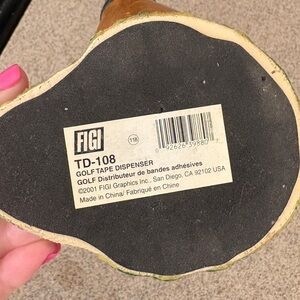 FIGI
118
TD-108
GOLF TAPE DISPENSER
GOLF Distributeur de bandes adhésives
©2001 FIGI Graphics Inc., San Diego, CA 92102 USA
Made in China/ Fabriqué en Chine